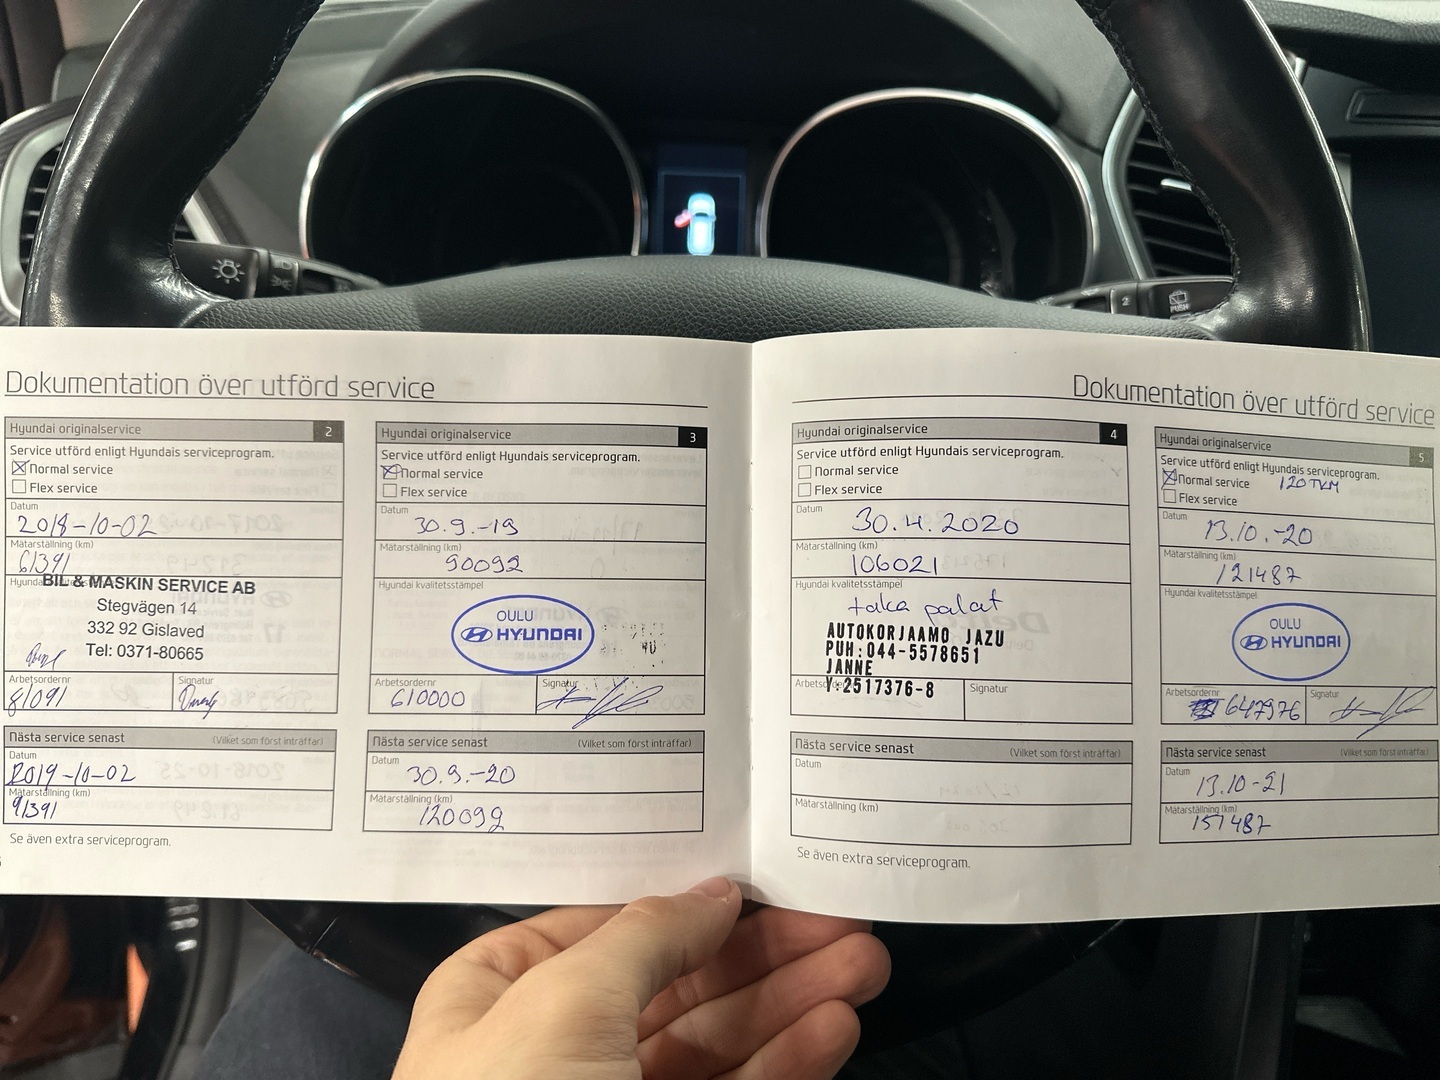 Dokumentation över utförd service
Hyundai originalservice 2
Service utförd enligt Hyundais serviceprogram.
Normal service
Flex service
Datum
2018-10-02
Mätarställning (km)
61391
BIL & MASKIN SERVICE AB
Stegvägen 14
332 92 Gislaved
Tel: 0371-80665
Arbetsordernr
81091
Signatur
Nästa service senast (Vilket som först inträffar)
Datum
2019-10-02
Mätarställning (km)
91391
Se även extra serviceprogram.
Hyundai originalservice 3
Service utförd enligt Hyundais serviceprogram.
Normal service
Flex service
Datum
30.9.-19
Mätarställning (km)
90092
Hyundai kvalitetsstämpel
OULU
HYUNDAI
Arbetsordernr
610000
Signatur
Nästa service senast (Vilket som först inträffar)
Datum
30.9.-20
Mätarställning (km)
120092
Dokumentation över utförd service
Hyundai originalservice 4
Service utförd enligt Hyundais serviceprogram.
Normal service
Flex service
Datum
30.4.2020
Mätarställning (km)
106021
Hyundai kvalitetsstämpel
taka palat
AUTOKORJAAMO JAZU
PUH:044-5578651
JANNE
Y:2517376-8
Signatur
Nästa service senast (Vilket som först inträffar)
Datum
Mätarställning (km)
Se även extra serviceprogram.
Hyundai originalservice 5
Service utförd enligt Hyundais serviceprogram.
Normal service 120TKM
Flex service
Datum
13.10.-20
Mätarställning (km)
121487
Hyundai kvalitetsstämpel
OULU
HYUNDAI
Arbetsordernr
647976
Signatur
Nästa service senast (Vilket som först inträffar)
Datum
13.10-21
Mätarställning (km)
151487
2
PUSH